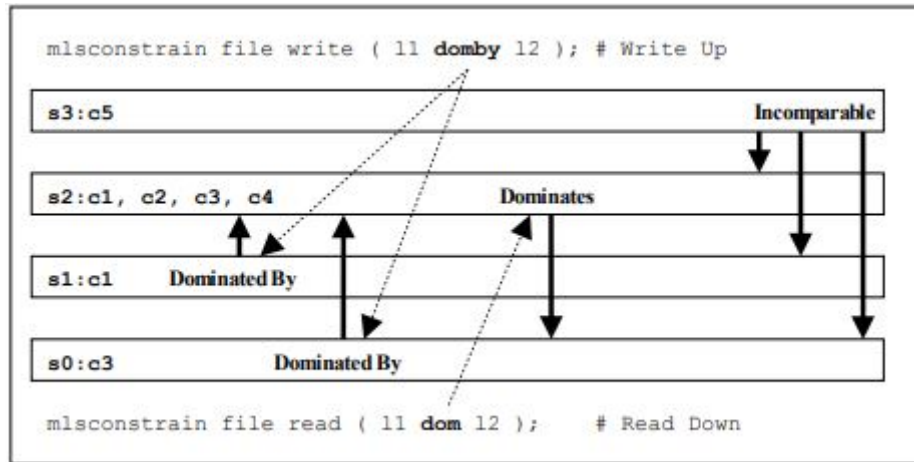 mlsconstrain file write ( l1 domby l2 ); # Write Up
s3:c5 Incomparable
s2:c1, c2, c3, c4 Dominates
s1:c1 Dominated By
s0:c3 Dominated By
mlsconstrain file read ( l1 dom l2 ); # Read Down